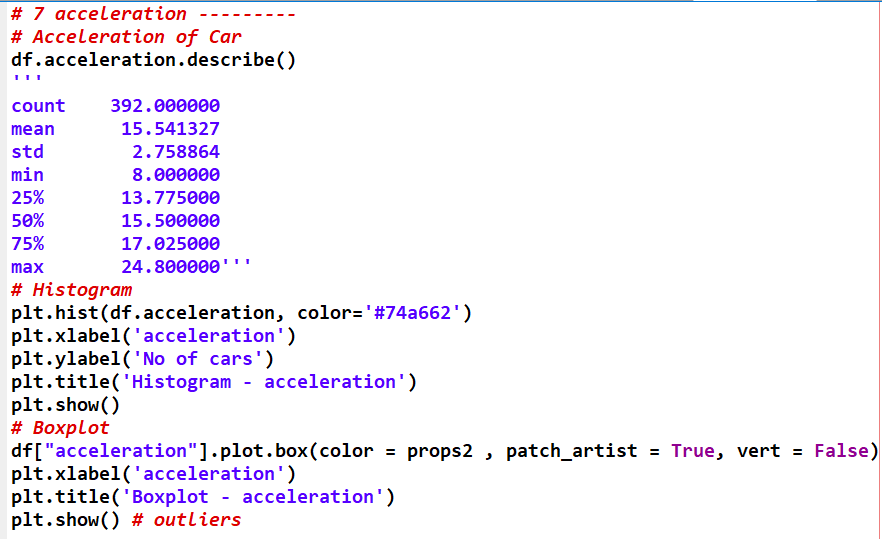 # 7 acceleration ---------
# Acceleration of Car
df.acceleration.describe()
'''
count    392.000000
mean      15.541327
std        2.758864
min        8.000000
25%       13.775000
50%       15.500000
75%       17.025000
max       24.800000'''
# Histogram
plt.hist(df.acceleration, color='#74a662')
plt.xlabel('acceleration')
plt.ylabel('No of cars')
plt.title('Histogram - acceleration')
plt.show()
# Boxplot
df["acceleration"].plot.box(color = props2 , patch_artist = True, vert = False)
plt.xlabel('acceleration')
plt.title('Boxplot - acceleration')
plt.show() # outliers